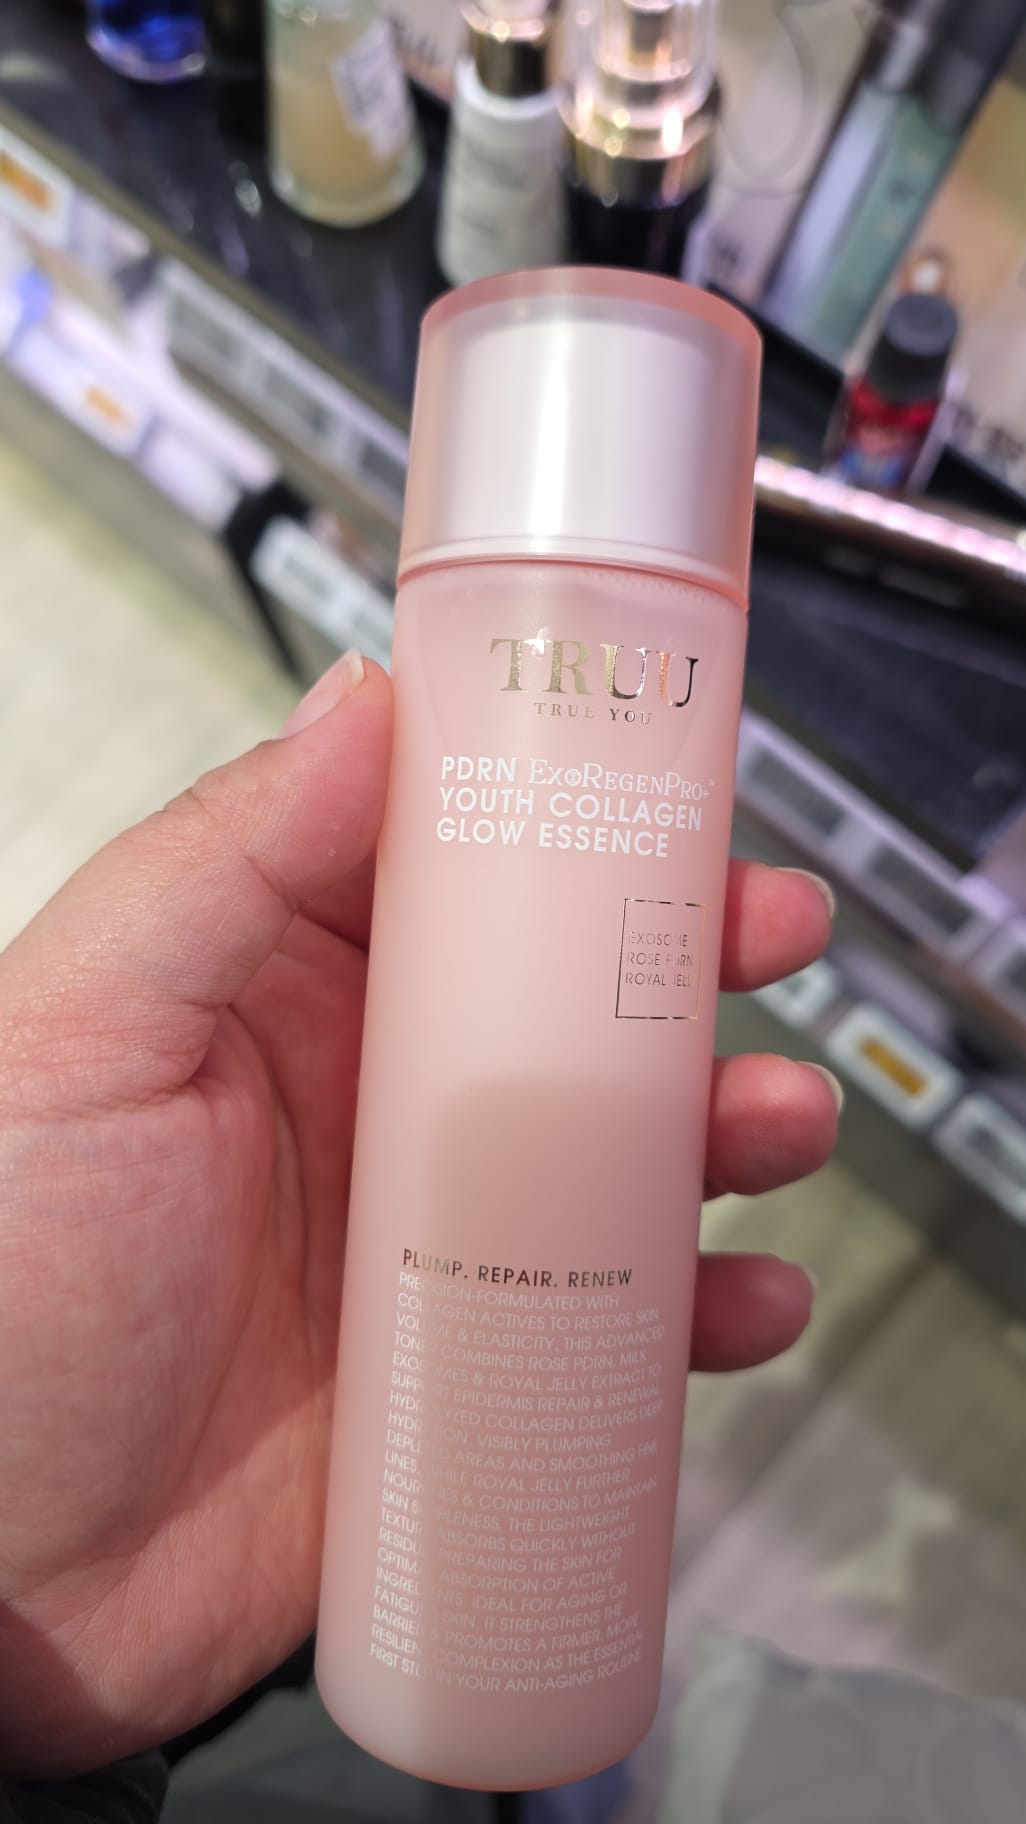 TRUU
TRUE YOU
PDRN EXOREGENPRO+™
YOUTH COLLAGEN
GLOW ESSENCE
EXOSOME
ROSE PDRN
ROYAL JELLY
PLUMP. REPAIR. RENEW
PRECISION-FORMULATED WITH
COLLAGEN ACTIVES TO RESTORE SKIN
VOLUME & ELASTICITY, THIS ADVANCED
TONER COMBINES ROSE PDRN, MILK
EXOSOMES & ROYAL JELLY EXTRACT TO
SUPPORT EPIDERMIS REPAIR & RENEWAL.
HYDROLYZED COLLAGEN DELIVERS DEEP
HYDRATION, VISIBLY PLUMPING
DEPLETED AREAS AND SMOOTHING FINE
LINES, WHILE ROYAL JELLY FURTHER
NOURISHES & CONDITIONS TO MAINTAIN
SKIN SUPPLENESS. THE LIGHTWEIGHT
TEXTURE ABSORBS QUICKLY WITHOUT
RESIDUE, PREPARING THE SKIN FOR
OPTIMAL ABSORPTION OF ACTIVE
INGREDIENTS. IDEAL FOR AGING OR
FATIGUED SKIN, IT STRENGTHENS THE
BARRIER & PROMOTES A FIRMER, MORE
RESILIENT COMPLEXION AS THE ESSENTIAL
FIRST STEP IN YOUR ANTI-AGING ROUTINE.